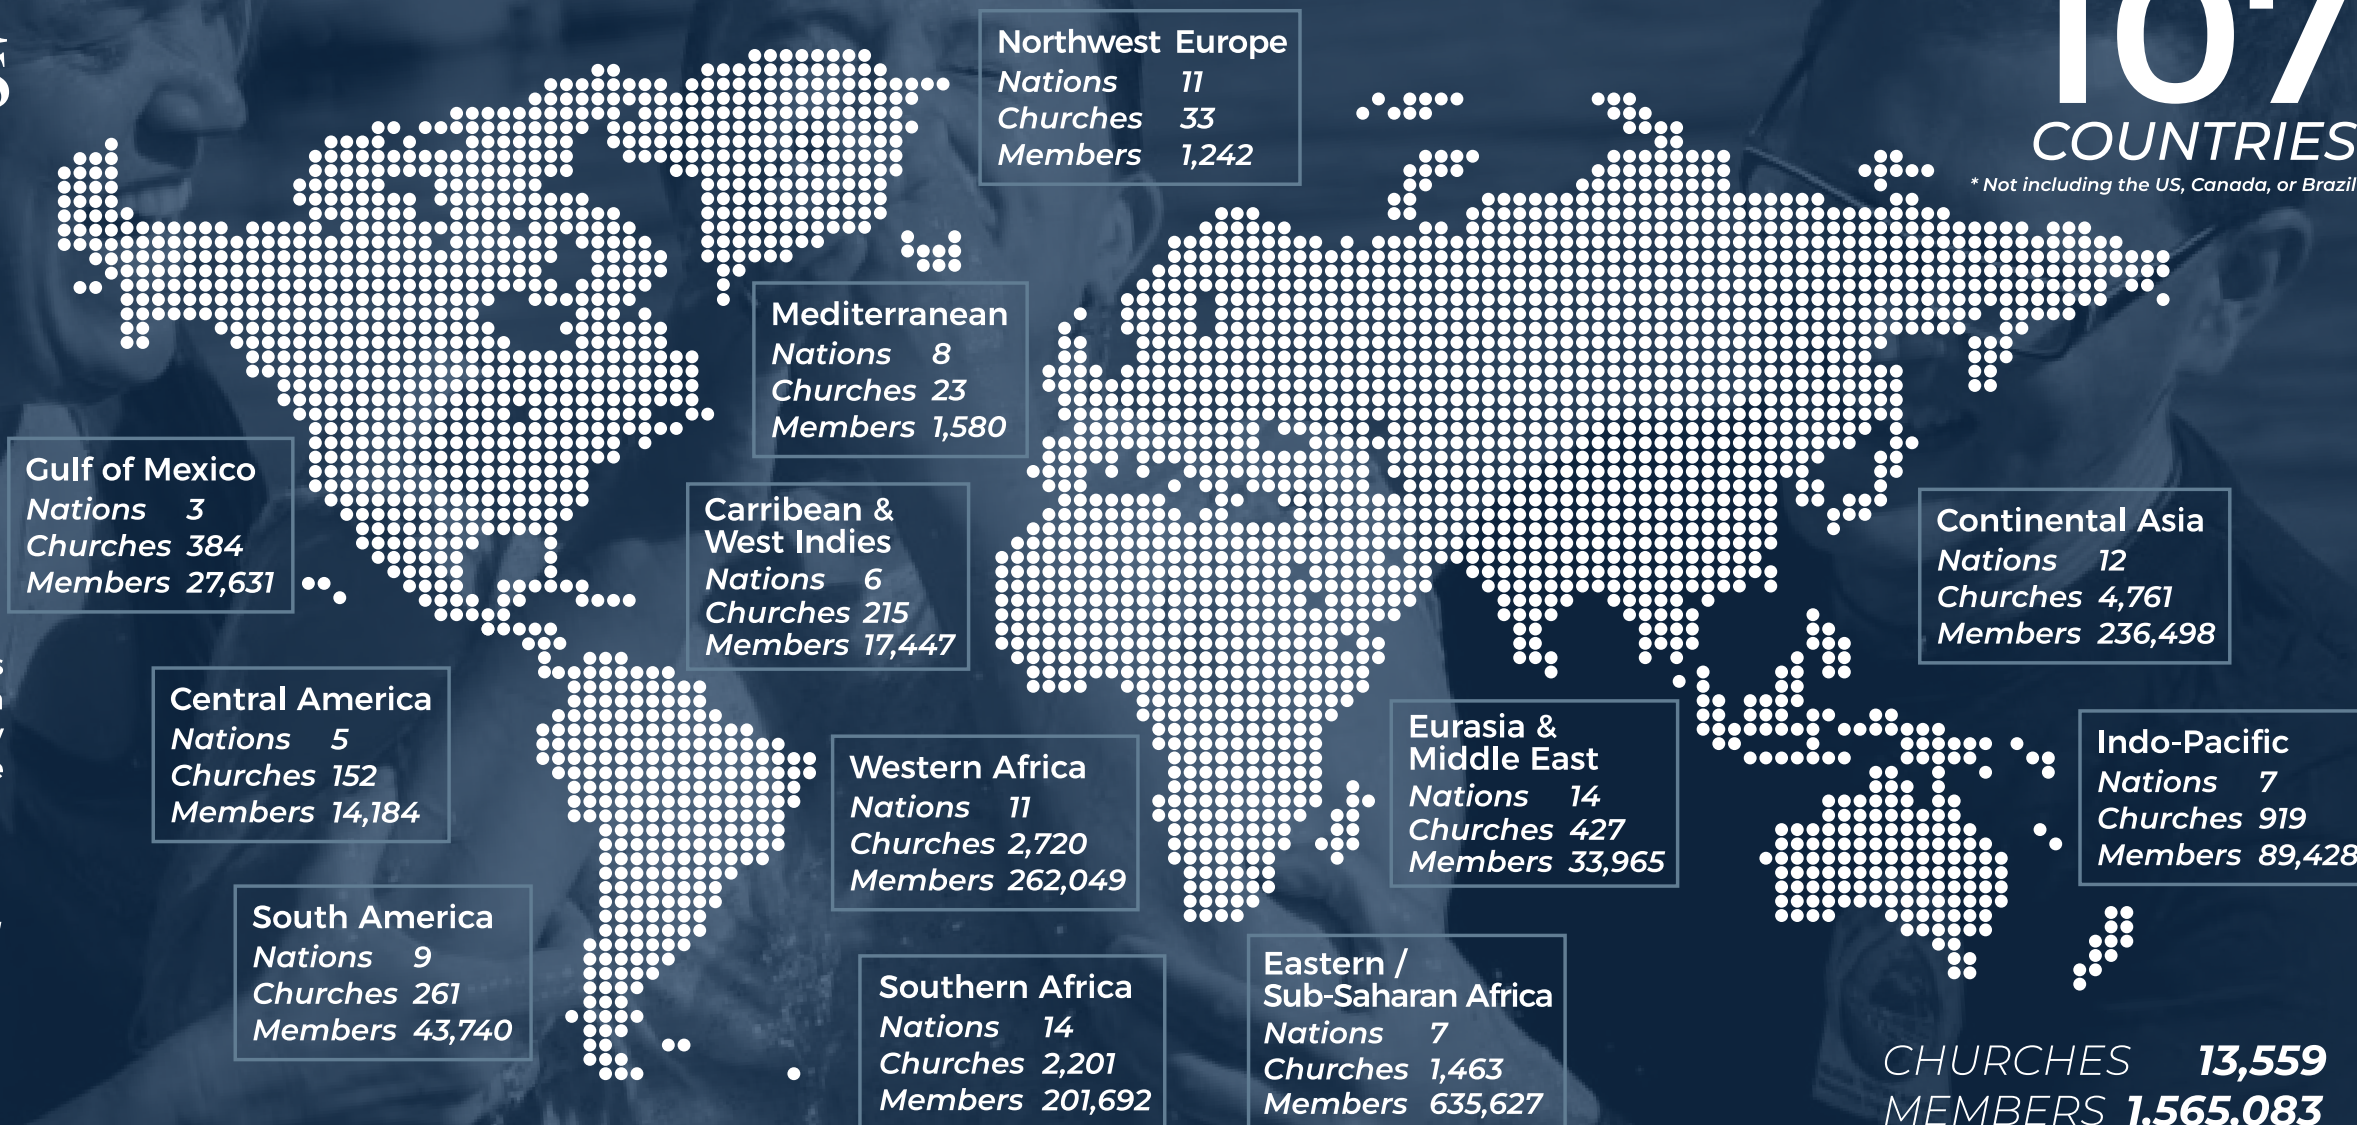 107
COUNTRIES
* Not including the US, Canada, or Brazil
Northwest Europe
Nations 11
Churches 33
Members 1,242
Mediterranean
Nations 8
Churches 23
Members 1,580
Gulf of Mexico
Nations 3
Churches 384
Members 27,631
Carribean &
West Indies
Nations 6
Churches 215
Members 17,447
Continental Asia
Nations 12
Churches 4,761
Members 236,498
Central America
Nations 5
Churches 152
Members 14,184
Western Africa
Nations 11
Churches 2,720
Members 262,049
Eurasia &
Middle East
Nations 14
Churches 427
Members 33,965
Indo-Pacific
Nations 7
Churches 919
Members 89,428
South America
Nations 9
Churches 261
Members 43,740
Southern Africa
Nations 14
Churches 2,201
Members 201,692
Eastern /
Sub-Saharan Africa
Nations 7
Churches 1,463
Members 635,627
CHURCHES 13,559
MEMBERS 1,565,083